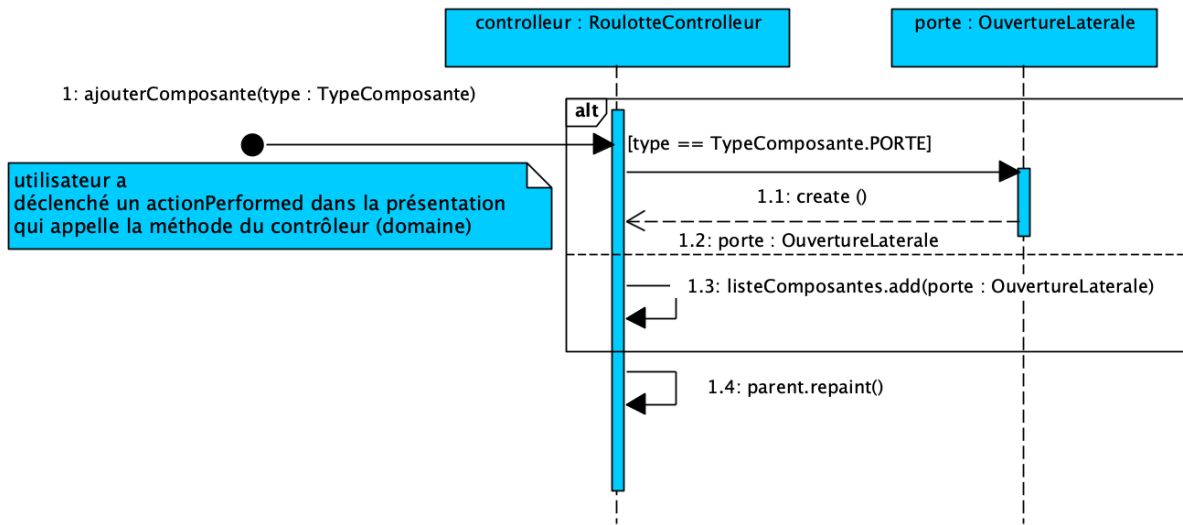 controlleur : RoulotteControlleur
porte : OuvertureLaterale
1: ajouterComposante(type : TypeComposante)
alt
[type == TypeComposante.PORTE]
utilisateur a
déclenché un actionPerformed dans la présentation
qui appelle la méthode du contrôleur (domaine)
1.1: create ()
1.2: porte : OuvertureLaterale
1.3: listeComposantes.add(porte : OuvertureLaterale)
1.4: parent.repaint()